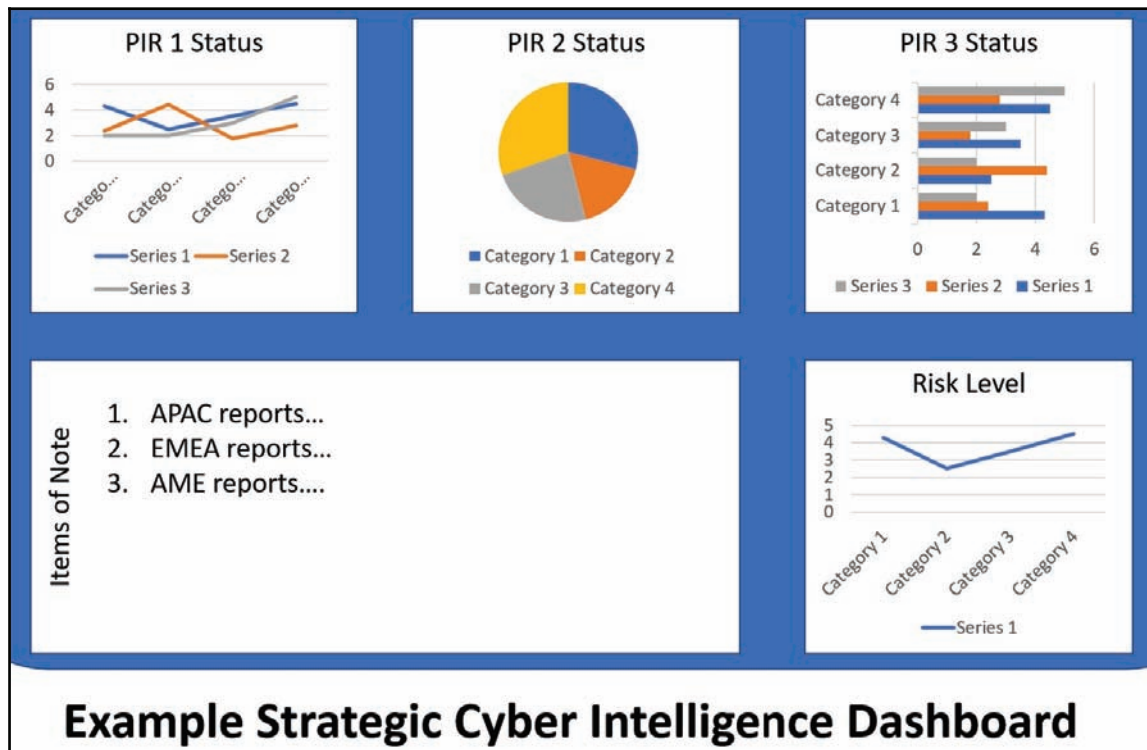 PIR 1 Status
6
4
2
0
Catego...
Catego...
Catego...
Catego...
Series 1 Series 2
Series 3
PIR 2 Status
Category 1 Category 2
Category 3 Category 4
PIR 3 Status
Category 4
Category 3
Category 2
Category 1
0 2 4 6
Series 3 Series 2 Series 1
Items of Note
1. APAC reports...
2. EMEA reports...
3. AME reports....
Risk Level
5
4
3
2
1
0
Category 1
Category 2
Category 3
Category 4
Series 1
Example Strategic Cyber Intelligence Dashboard